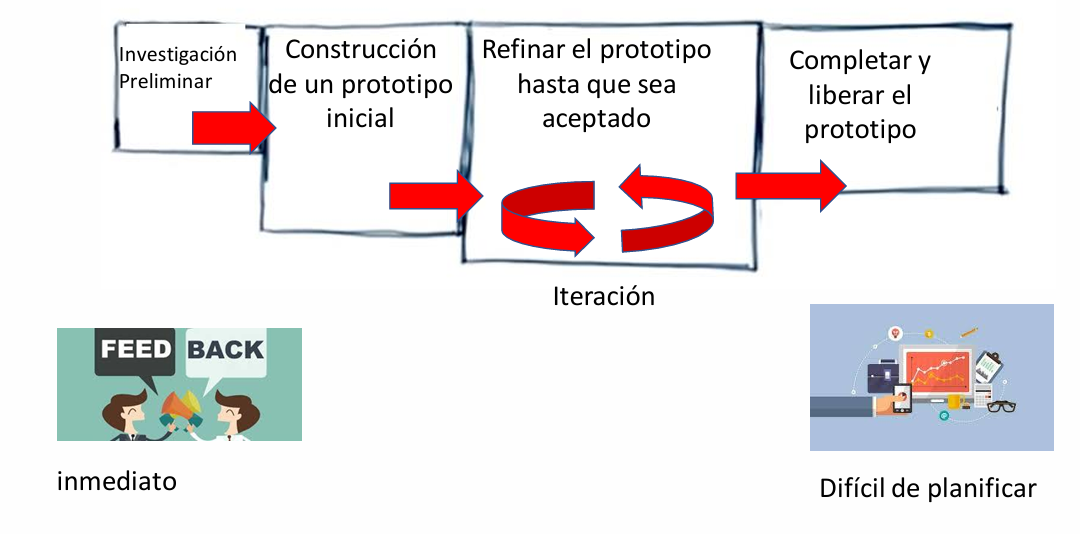 Investigación
Preliminar
Construcción
de un prototipo
inicial
Refinar el prototipo
hasta que sea
aceptado
Completar y
liberar el
prototipo
Iteración
FEED BACK
inmediato
Difícil de planificar